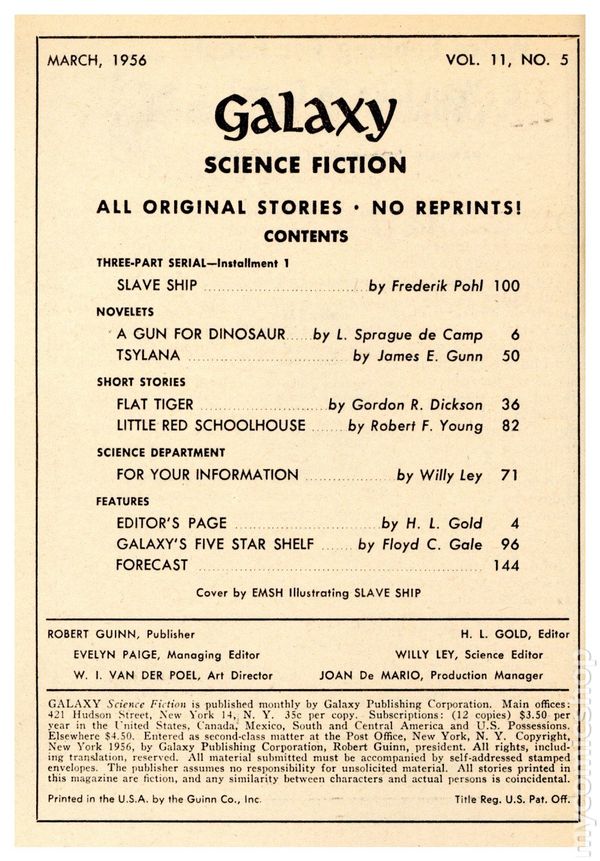 MARCH, 1956 VOL. 11, NO. 5
Galaxy
SCIENCE FICTION
ALL ORIGINAL STORIES • NO REPRINTS!
CONTENTS
THREE-PART SERIAL—Installment 1
SLAVE SHIP ........ by Frederik Pohl 100
NOVELETS
A GUN FOR DINOSAUR ..... by L. Sprague de Camp 6
TSYLANA ........ by James E. Gunn 50
SHORT STORIES
FLAT TIGER ........ by Gordon R. Dickson 36
LITTLE RED SCHOOLHOUSE ....... by Robert F. Young 82
SCIENCE DEPARTMENT
FOR YOUR INFORMATION ........ by Willy Ley 71
FEATURES
EDITOR'S PAGE ........ by H. L. Gold 4
GALAXY'S FIVE STAR SHELF ...... by Floyd C. Gale 96
FORECAST ........ 144
Cover by EMSH Illustrating SLAVE SHIP
ROBERT GUINN, Publisher H. L. GOLD, Editor
EVELYN PAIGE, Managing Editor WILLY LEY, Science Editor
W. I. VAN DER POEL, Art Director JOAN De MARIO, Production Manager
GALAXY Science Fiction is published monthly by Galaxy Publishing Corporation. Main offices:
421 Hudson Street, New York 14, N. Y. 35c per copy. Subscriptions: (12 copies) $3.50 per
year in the United States, Canada, Mexico, South and Central America and U.S. Possessions.
Elsewhere $4.50. Entered as second-class matter at the Post Office, New York, N. Y. Copyright,
New York 1956, by Galaxy Publishing Corporation, Robert Guinn, president. All rights, includ-
ing translation, reserved. All material submitted must be accompanied by self-addressed stamped
envelopes. The publisher assumes no responsibility for unsolicited material. All stories printed in
this magazine are fiction, and any similarity between characters and actual persons is coincidental.
Printed in the U.S.A. by the Guinn Co., Inc. Title Reg. U.S. Pat. Off.
mycomicshop